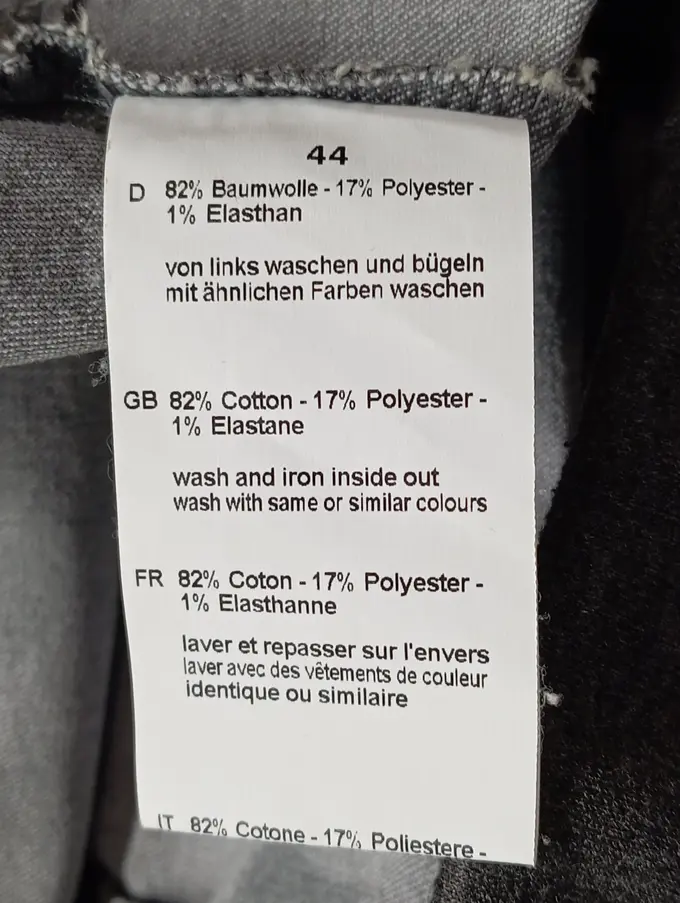 44
D 82% Baumwolle - 17% Polyester -
1% Elasthan
von links waschen und bügeln
mit ähnlichen Farben waschen
GB 82% Cotton - 17% Polyester -
1% Elastane
wash and iron inside out
wash with same or similar colours
FR 82% Coton - 17% Polyester -
1% Elasthanne
laver et repasser sur l'envers
laver avec des vêtements de couleur
identique ou similaire
IT 82% Cotone - 17% Poliestere -